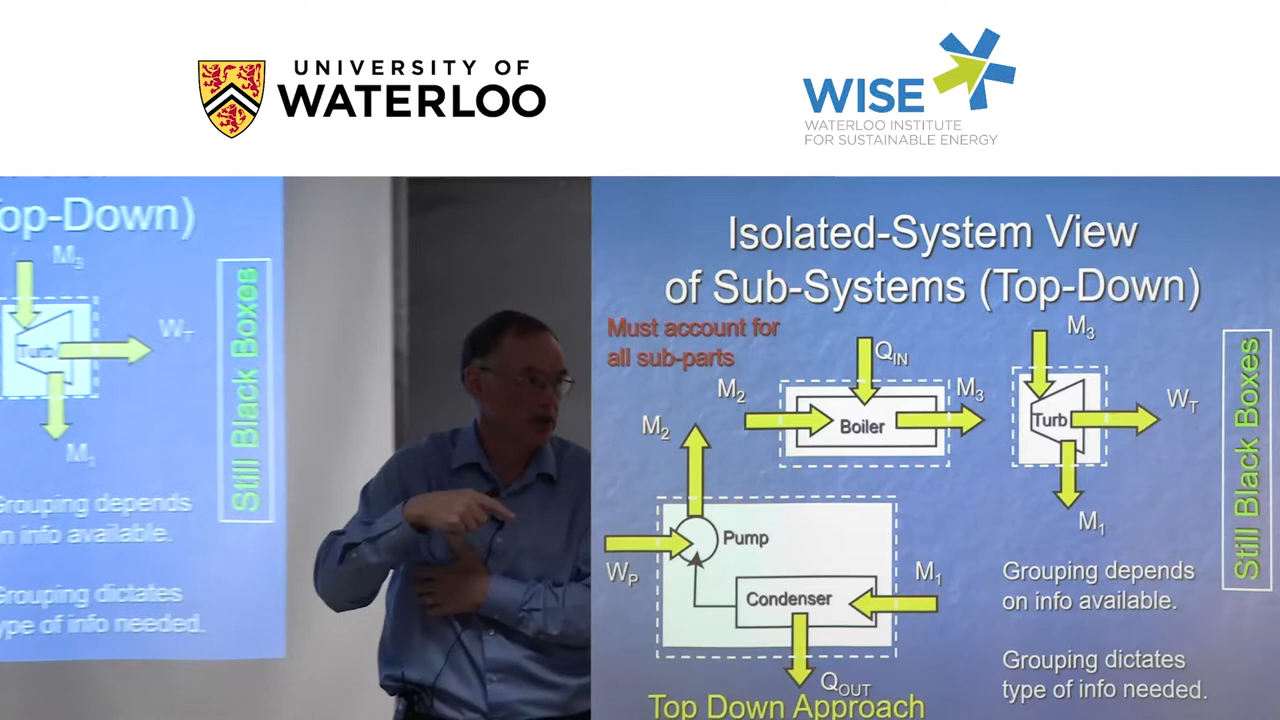 UNIVERSITY OF
WATERLOO
WISE
WATERLOO INSTITUTE
FOR SUSTAINABLE ENERGY
op-Down)
M3
Turb
WT
M1
Still Black Boxes
Grouping depends
on info available.
Grouping dictates
type of info needed.
Isolated-System View
of Sub-Systems (Top-Down)
Must account for
all sub-parts
QIN
M2
Boiler
M3
M3
Turb
WT
M1
Still Black Boxes
M2
Pump
WP
Condenser
M1
QOUT
Grouping depends
on info available.
Grouping dictates
type of info needed.
Top Down Approach